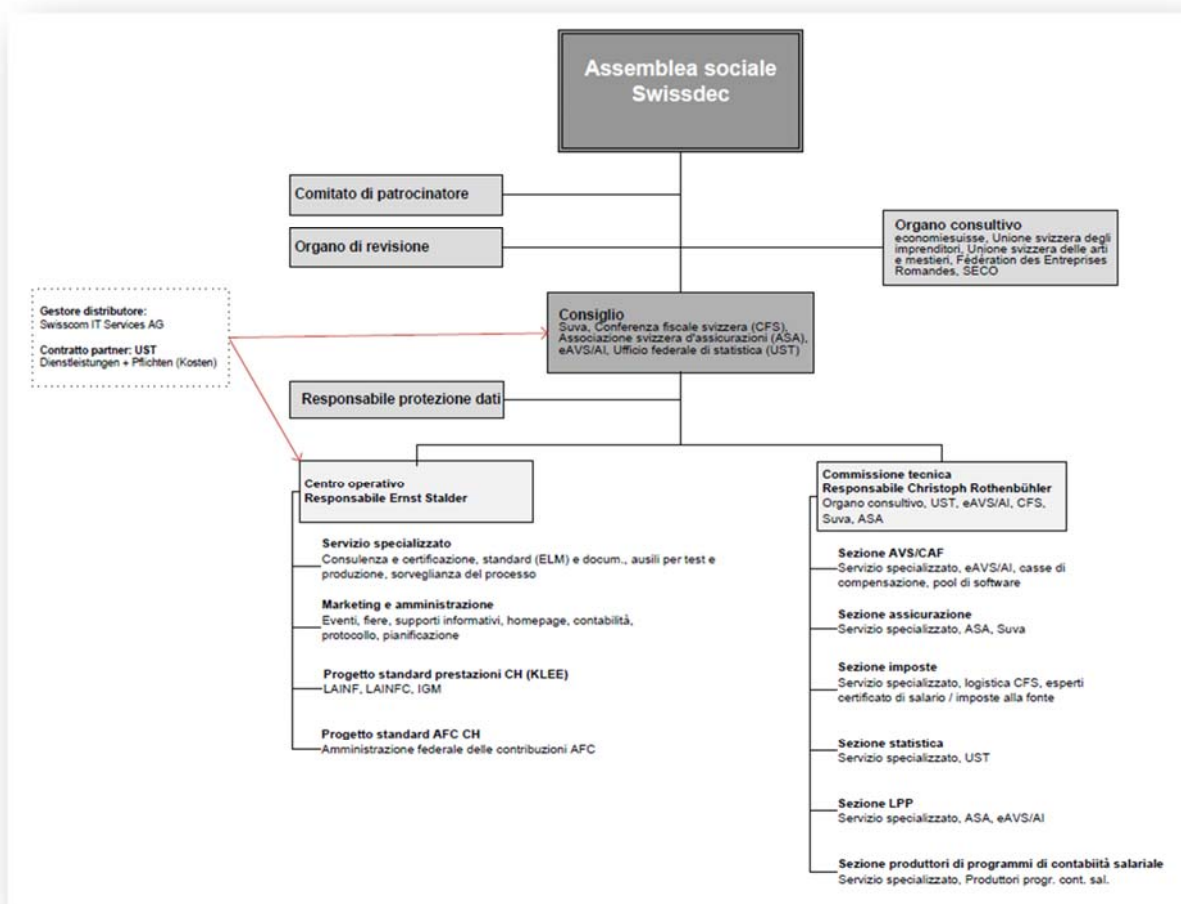 Assemblea sociale
Swissdec
Comitato di patrocinatore
Organo di revisione
Organo consultivo
economiesuisse, Unione svizzera degli
imprenditori, Unione svizzera delle arti
e mestieri, Fédération des Entreprises
Romandes, SECO
Gestore distributore:
Swisscom IT Services AG
Contratto partner: UST
Dienstleistungen + Pflichten (Kosten)
Consiglio
Suva, Conferenza fiscale svizzera (CFS),
Associazione svizzera d'assicurazioni (ASA),
eAVS/AI, Ufficio federale di statistica (UST)
Responsabile protezione dati
Centro operativo
Responsabile Ernst Stalder
Servizio specializzato
Consulenza e certificazione, standard (ELM) e docum., ausili per test e
produzione, sorveglianza del processo
Marketing e amministrazione
Eventi, fiere, supporti informativi, homepage, contabilità,
protocollo, pianificazione
Progetto standard prestazioni CH (KLEE)
LAINF, LAINFC, IGM
Progetto standard AFC CH
Amministrazione federale delle contribuzioni AFC
Commissione tecnica
Responsabile Christoph Rothenbühler
Organo consultivo, UST, eAVS/AI, CFS,
Suva, ASA
Sezione AVS/CAF
Servizio specializzato, eAVS/AI, casse di
compensazione, pool di software
Sezione assicurazione
Servizio specializzato, ASA, Suva
Sezione imposte
Servizio specializzato, logistica CFS, esperti
certificato di salario / imposte alla fonte
Sezione statistica
Servizio specializzato, UST
Sezione LPP
Servizio specializzato, ASA, eAVS/AI
Sezione produttori di programmi di contabiità salariale
Servizio specializzato, Produttori progr. cont. sal.